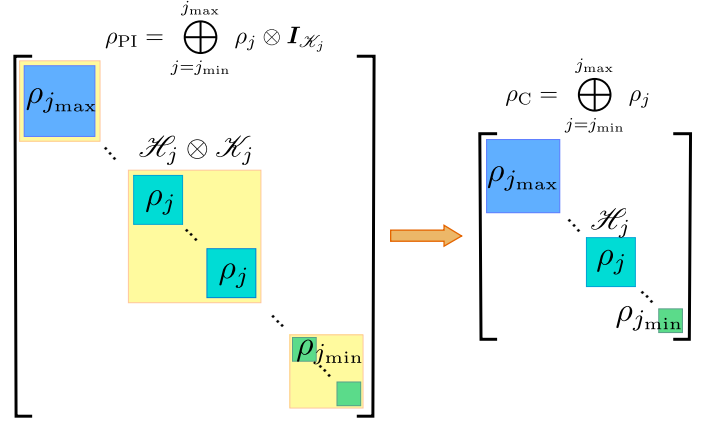 ρ_PI = ⊕_{j=j_min}^{j_max} ρ_j ⊗ I_{𝒦_j}
ρ_{j_max}
⋱
ℋ_j ⊗ 𝒦_j
ρ_j
⋱
ρ_j
⋱
ρ_{j_min}
⋱
ρ_C = ⊕_{j=j_min}^{j_max} ρ_j
ρ_{j_max}
⋱
ℋ_j
ρ_j
⋱
ρ_{j_min}